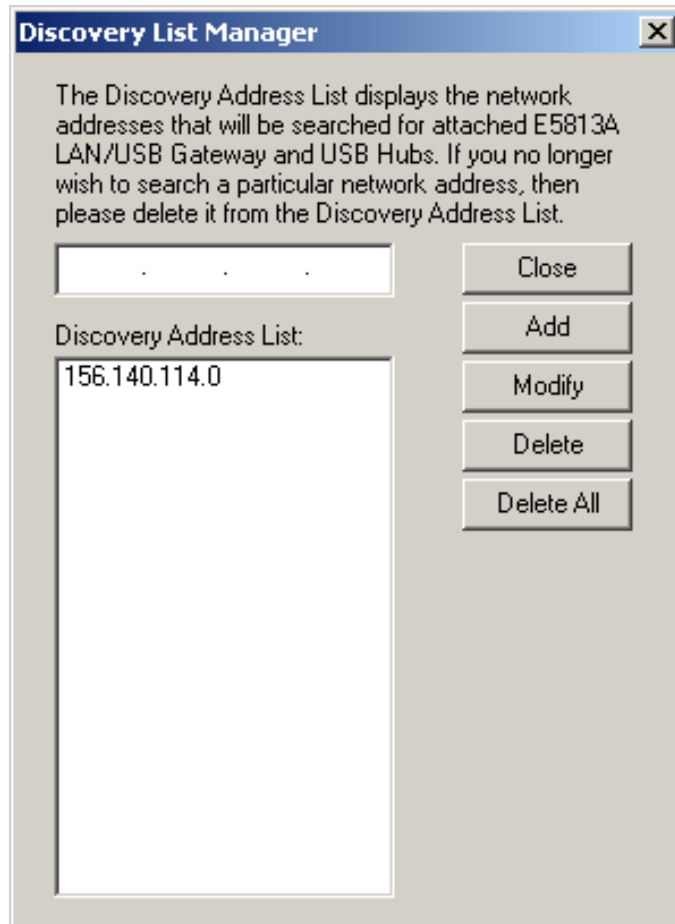 Discovery List Manager
The Discovery Address List displays the network
addresses that will be searched for attached E5813A
LAN/USB Gateway and USB Hubs. If you no longer
wish to search a particular network address, then
please delete it from the Discovery Address List.
. . .
Close
Add
Discovery Address List:
156.140.114.0
Modify
Delete
Delete All